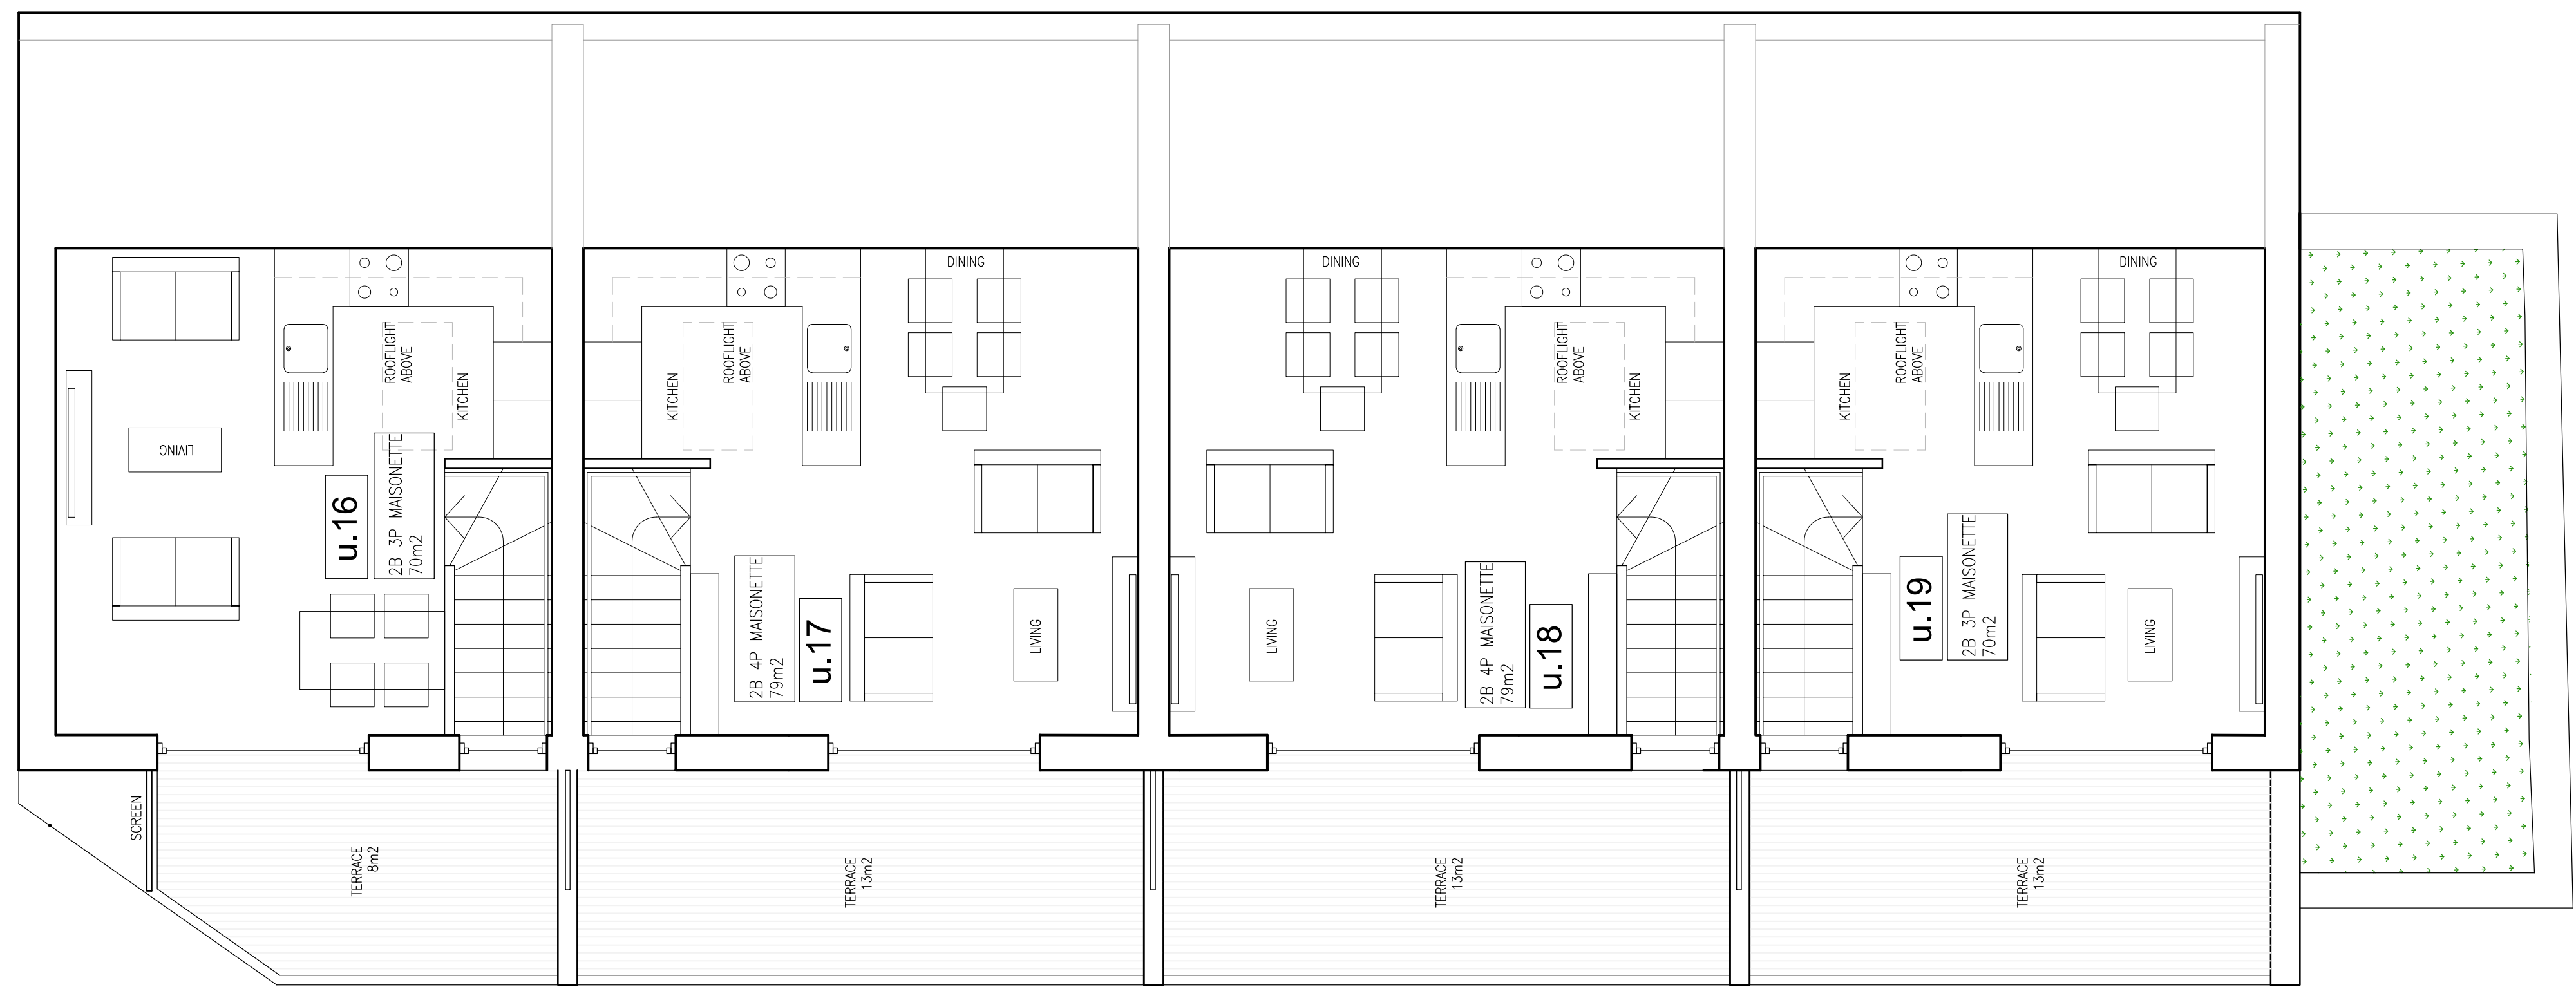 LIVING
ROOFLIGHT
ABOVE
KITCHEN
u.16
2B 3P MAISONETTE
70m2
SCREEN
TERRACE
8m2
KITCHEN
ROOFLIGHT
ABOVE
DINING
2B 4P MAISONETTE
79m2
u.17
LIVING
TERRACE
13m2
DINING
ROOFLIGHT
ABOVE
KITCHEN
LIVING
2B 4P MAISONETTE
79m2
u.18
TERRACE
13m2
KITCHEN
ROOFLIGHT
ABOVE
DINING
u.19
2B 3P MAISONETTE
70m2
LIVING
TERRACE
13m2